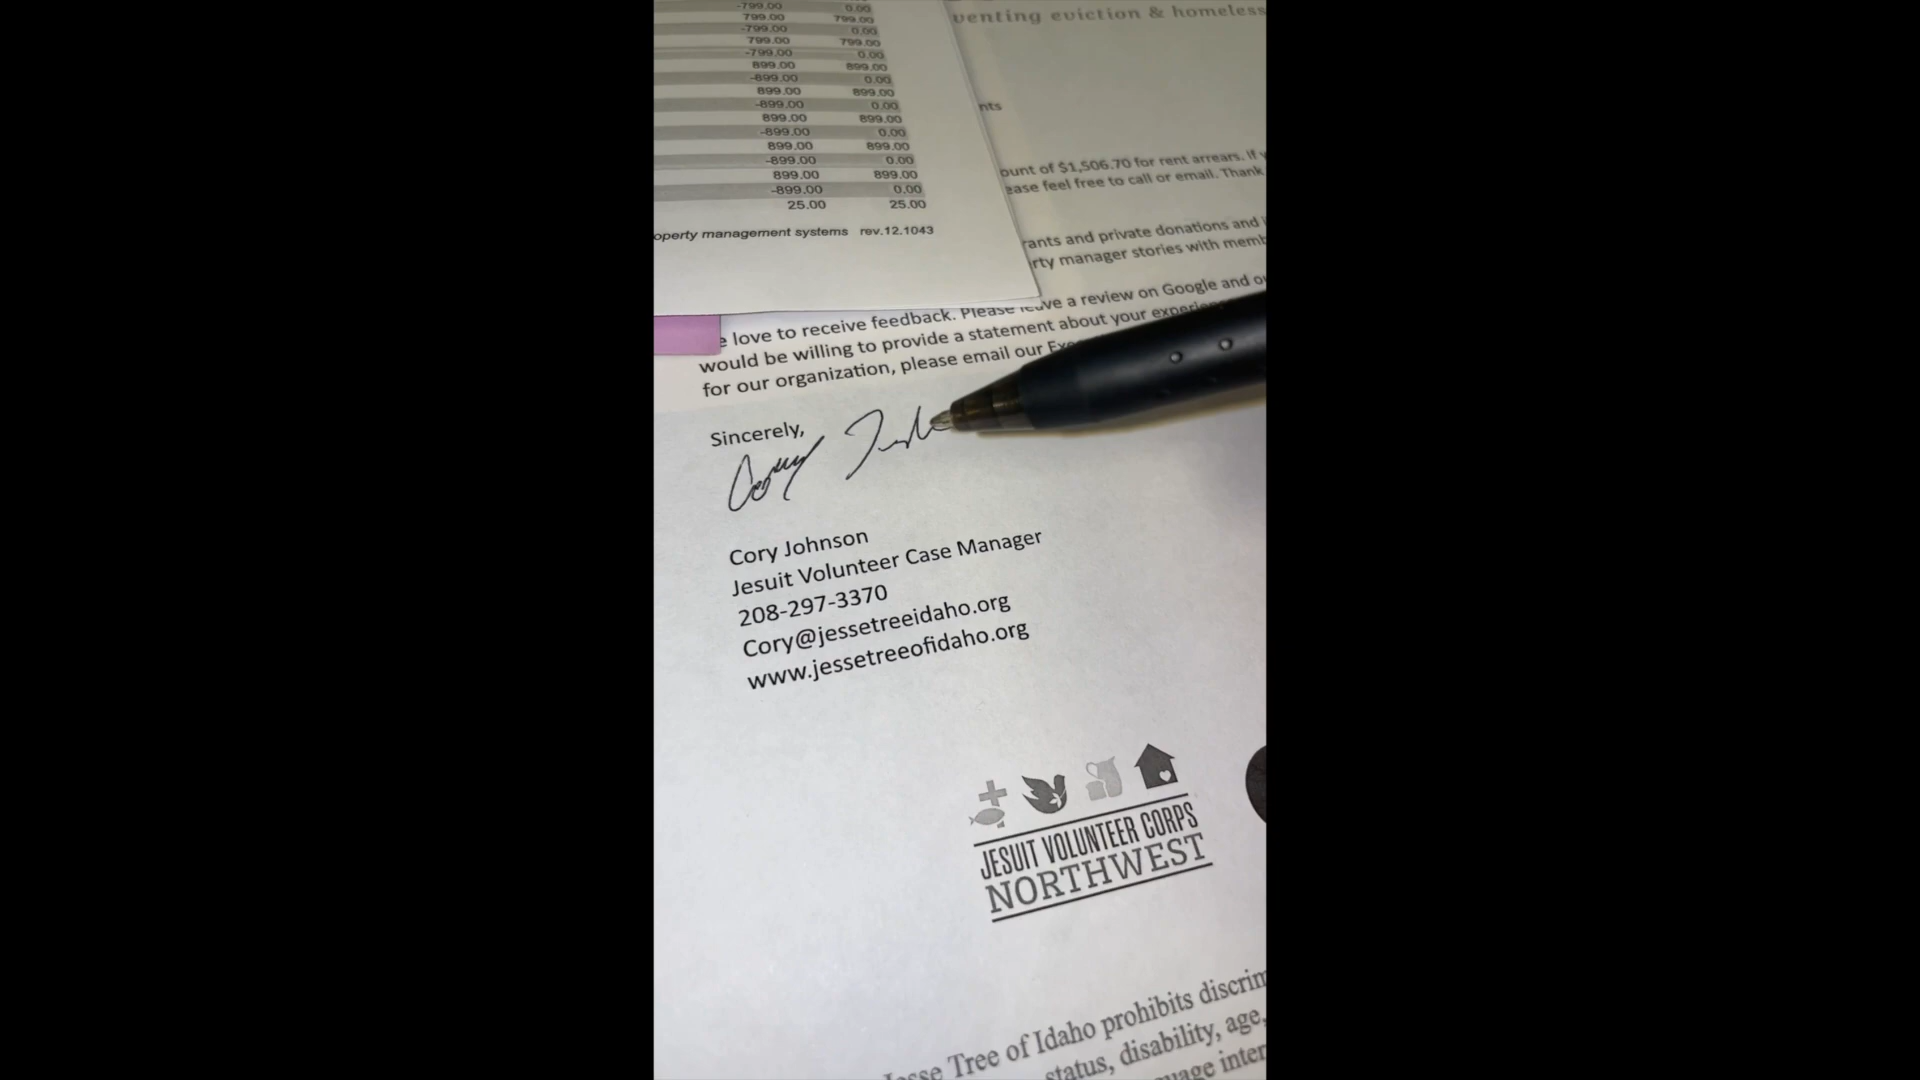 -799.00 0.00
799.00 799.00
-799.00 0.00
799.00 799.00
-799.00 0.00
899.00 899.00
-899.00 0.00
899.00 899.00
-899.00 0.00
899.00 899.00
-899.00 0.00
899.00 899.00
-899.00 0.00
899.00 899.00
-899.00 0.00
25.00 25.00
operty management systems rev.12.1043
venting eviction & homeless
nts
ount of $1,506.70 for rent arrears. If
ease feel free to call or email. Thank
rants and private donations and
rty manager stories with memb
e love to receive feedback. Please leave a review on Google and
would be willing to provide a statement about your
for our organization, please email our
Sincerely,
Cory
Cory Johnson
Jesuit Volunteer Case Manager
208-297-3370
Cory@jessetreeidaho.org
www.jessetreeofidaho.org
JESUIT VOLUNTEER CORPS
NORTHWEST
esse Tree of Idaho prohibits discrim
status, disability, age,
uage inter